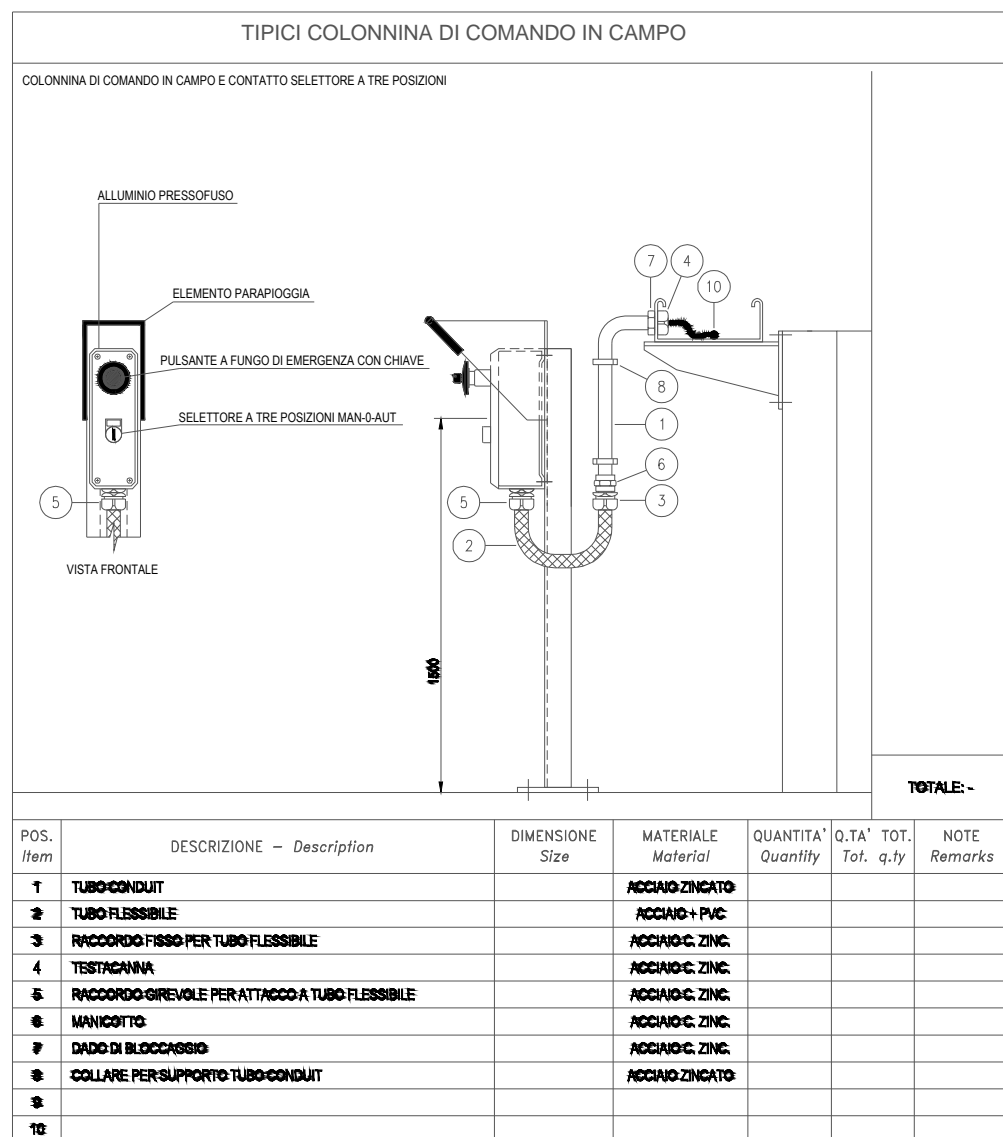 TIPICI COLONNINA DI COMANDO IN CAMPO
COLONNINA DI COMANDO IN CAMPO E CONTATTO SELETTORE A TRE POSIZIONI
ALLUMINIO PRESSOFUSO
ELEMENTO PARAPIOGGIA
PULSANTE A FUNGO DI EMERGENZA CON CHIAVE
SELETTORE A TRE POSIZIONI MAN-0-AUT
5
VISTA FRONTALE
7
4
10
8
1
6
3
5
2
1500
TOTALE: -
POS. DESCRIZIONE – Description DIMENSIONE MATERIALE QUANTITA' Q.TA' TOT. NOTE
Item Size Material Quantity Tot. q.ty Remarks
1 TUBO CONDUIT ACCIAIO ZINCATO
2 TUBO FLESSIBILE ACCIAIO + PVC
3 RACCORDO FISSO PER TUBO FLESSIBILE ACCIAIO C. ZINC.
4 TESTACANNA ACCIAIO C. ZINC.
5 RACCORDO GIREVOLE PER ATTACCO A TUBO FLESSIBILE ACCIAIO C. ZINC.
6 MANICOTTO ACCIAIO C. ZINC.
7 DADO DI BLOCCAGGIO ACCIAIO C. ZINC.
8 COLLARE PER SUPPORTO TUBO CONDUIT ACCIAIO ZINCATO
9
10